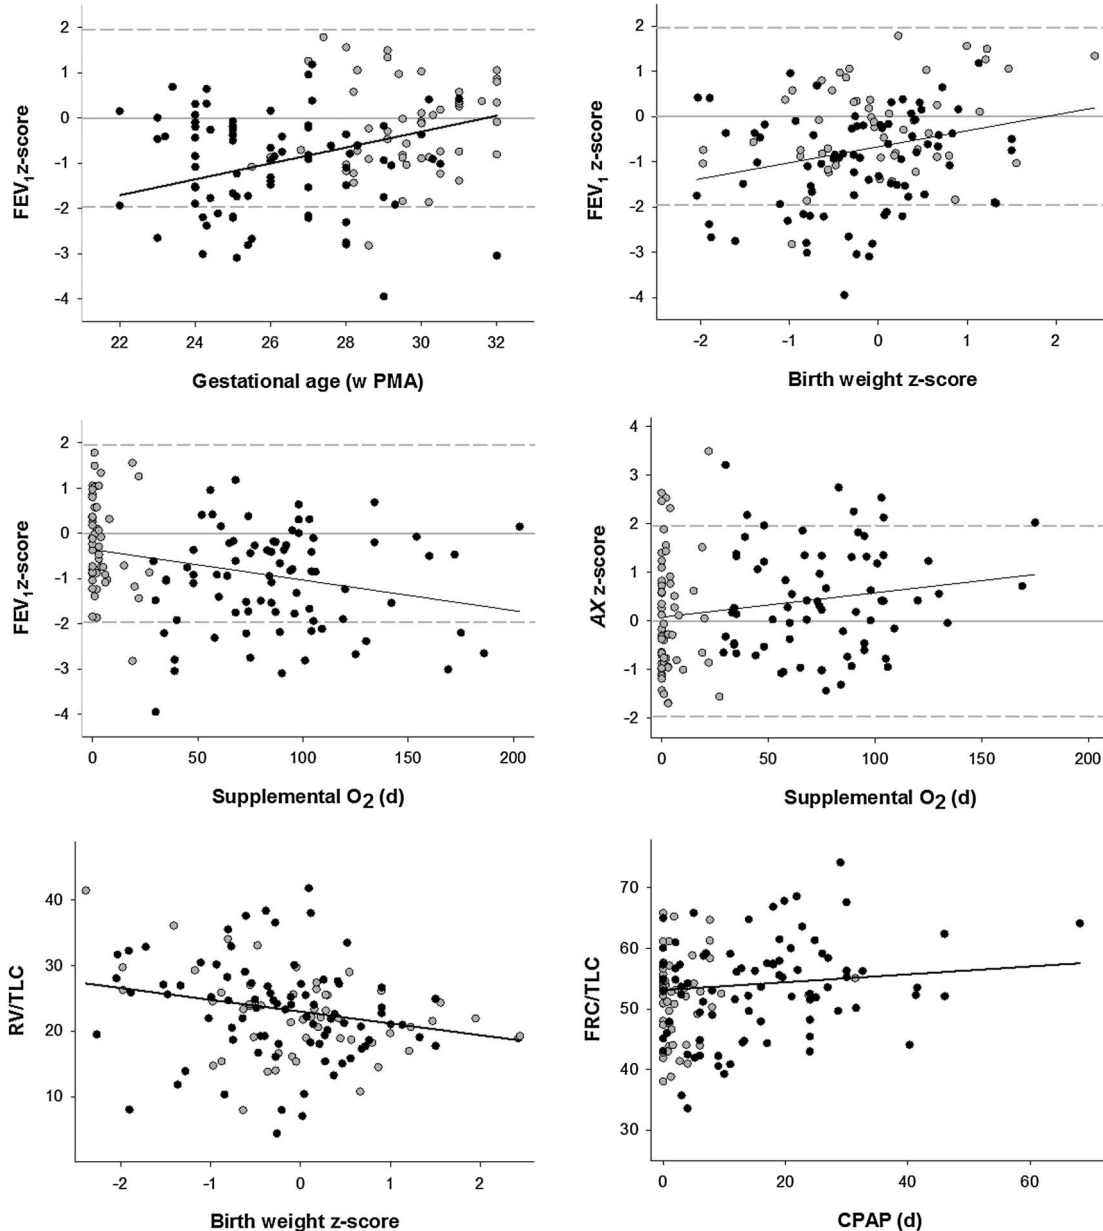 2
1
0
-1
-2
-3
-4
FEV1 z-score
22 24 26 28 30 32
Gestational age (w PMA)
2
1
0
-1
-2
-3
-4
FEV1 z-score
-2 -1 0 1 2
Birth weight z-score
2
1
0
-1
-2
-3
-4
FEV1 z-score
0 50 100 150 200
Supplemental O2 (d)
4
3
2
1
0
-1
-2
AX z-score
0 50 100 150 200
Supplemental O2 (d)
40
30
20
10
RV/TLC
-2 -1 0 1 2
Birth weight z-score
70
60
50
40
30
FRC/TLC
0 20 40 60
CPAP (d)